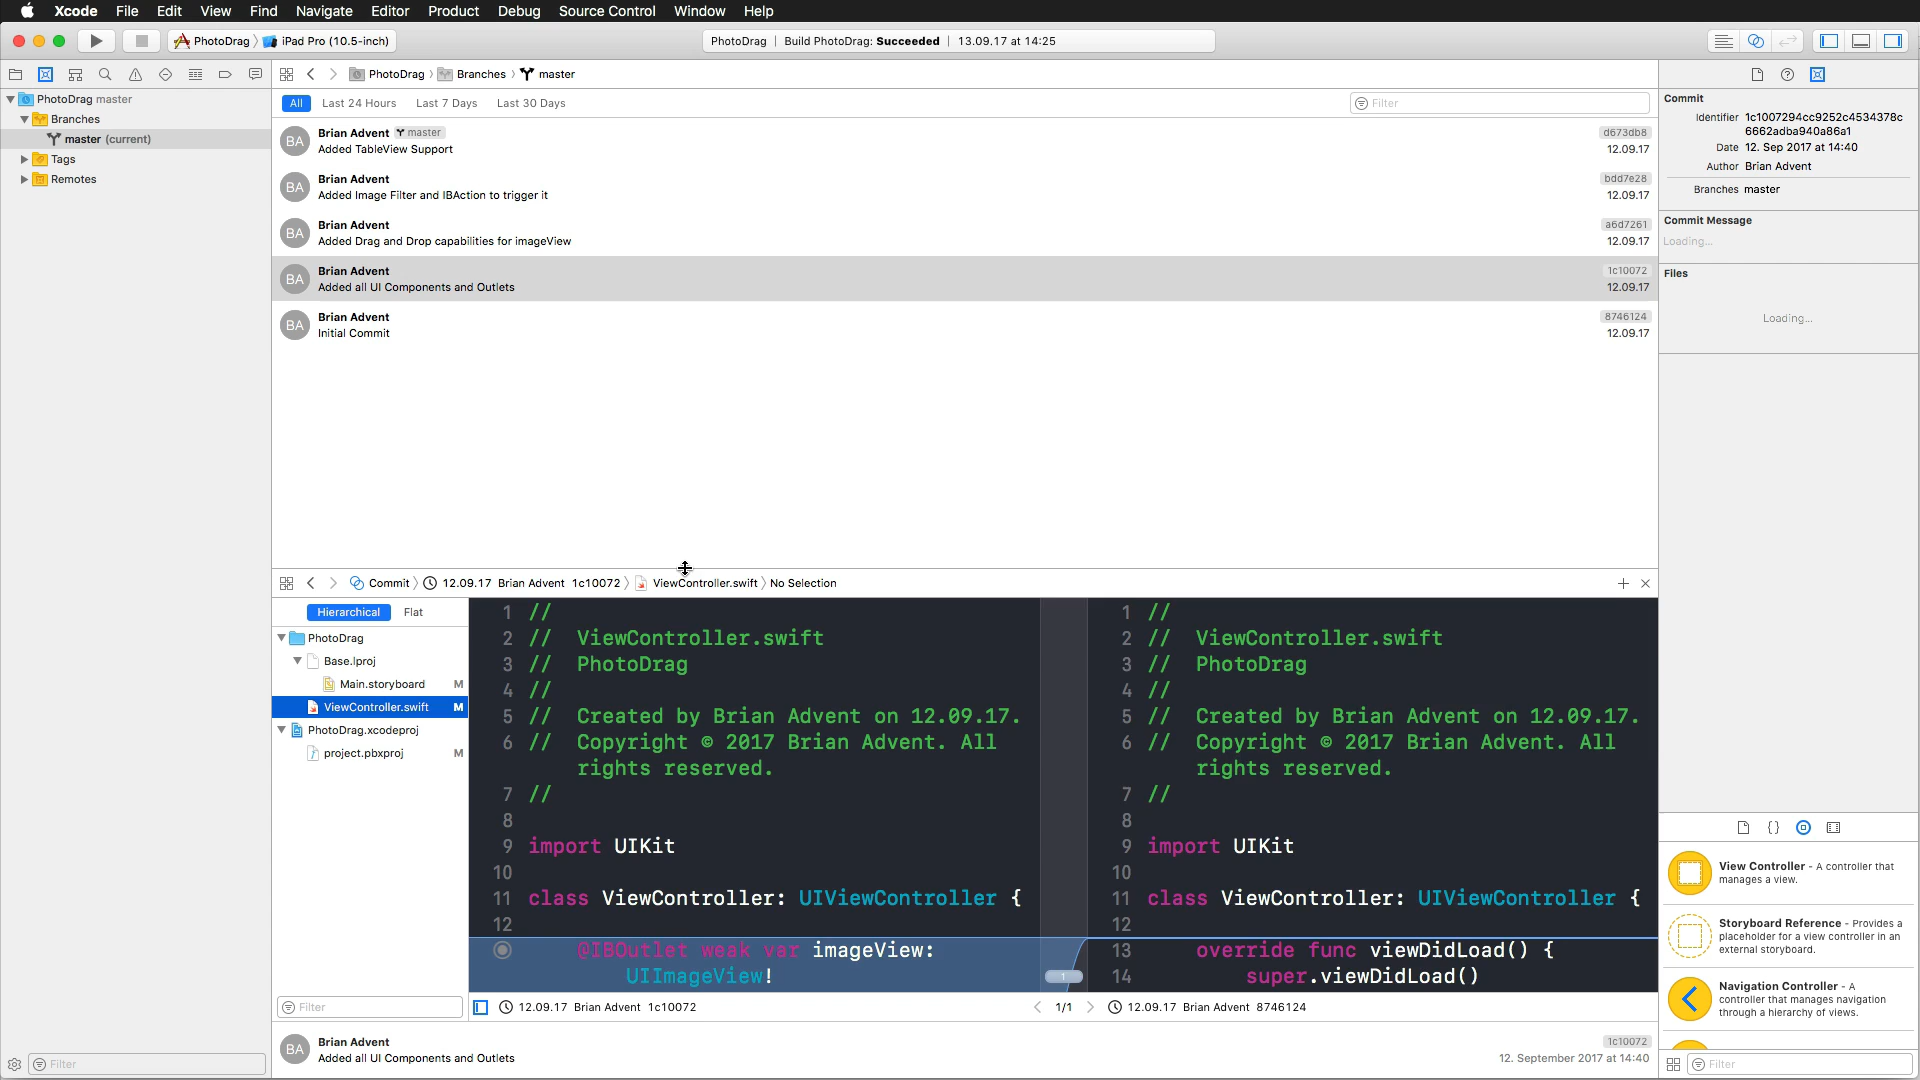 Xcode File Edit View Find Navigate Editor Product Debug Source Control Window Help
PhotoDrag iPad Pro (10.5-inch)
PhotoDrag Build PhotoDrag: Succeeded 13.09.17 at 14:25
PhotoDrag Branches master
PhotoDrag master
Branches
master (current)
Tags
Remotes
Filter
All Last 24 Hours Last 7 Days Last 30 Days
Filter
BA Brian Advent master d673db8
Added TableView Support 12.09.17
BA Brian Advent bdd7e28
Added Image Filter and IBAction to trigger it 12.09.17
BA Brian Advent a6d7261
Added Drag and Drop capabilities for imageView 12.09.17
BA Brian Advent 1c10072
Added all UI Components and Outlets 12.09.17
BA Brian Advent 8746124
Initial Commit 12.09.17
Commit 12.09.17 Brian Advent 1c10072 ViewController.swift No Selection
Hierarchical Flat
PhotoDrag
Base.lproj
Main.storyboard M
ViewController.swift M
PhotoDrag.xcodeproj
project.pbxproj M
Filter
1 //
2 // ViewController.swift
3 // PhotoDrag
4 //
5 // Created by Brian Advent on 12.09.17.
6 // Copyright © 2017 Brian Advent. All
rights reserved.
7 //
8
9 import UIKit
10
11 class ViewController: UIViewController {
12
@IBOutlet weak var imageView:
UIImageView!
1
1 //
2 // ViewController.swift
3 // PhotoDrag
4 //
5 // Created by Brian Advent on 12.09.17.
6 // Copyright © 2017 Brian Advent. All
rights reserved.
7 //
8
9 import UIKit
10
11 class ViewController: UIViewController {
12
13 override func viewDidLoad() {
14 super.viewDidLoad()
12.09.17 Brian Advent 1c10072 1/1 12.09.17 Brian Advent 8746124
BA Brian Advent 1c10072
Added all UI Components and Outlets 12. September 2017 at 14:40
Commit
Identifier 1c1007294cc9252c4534378c
6662adba940a86a1
Date 12. Sep 2017 at 14:40
Author Brian Advent
Branches master
Commit Message
Loading...
Files
Loading...
View Controller - A controller that
manages a view.
Storyboard Reference - Provides a
placeholder for a view controller in an
external storyboard.
Navigation Controller - A
controller that manages navigation
through a hierarchy of views.
Filter